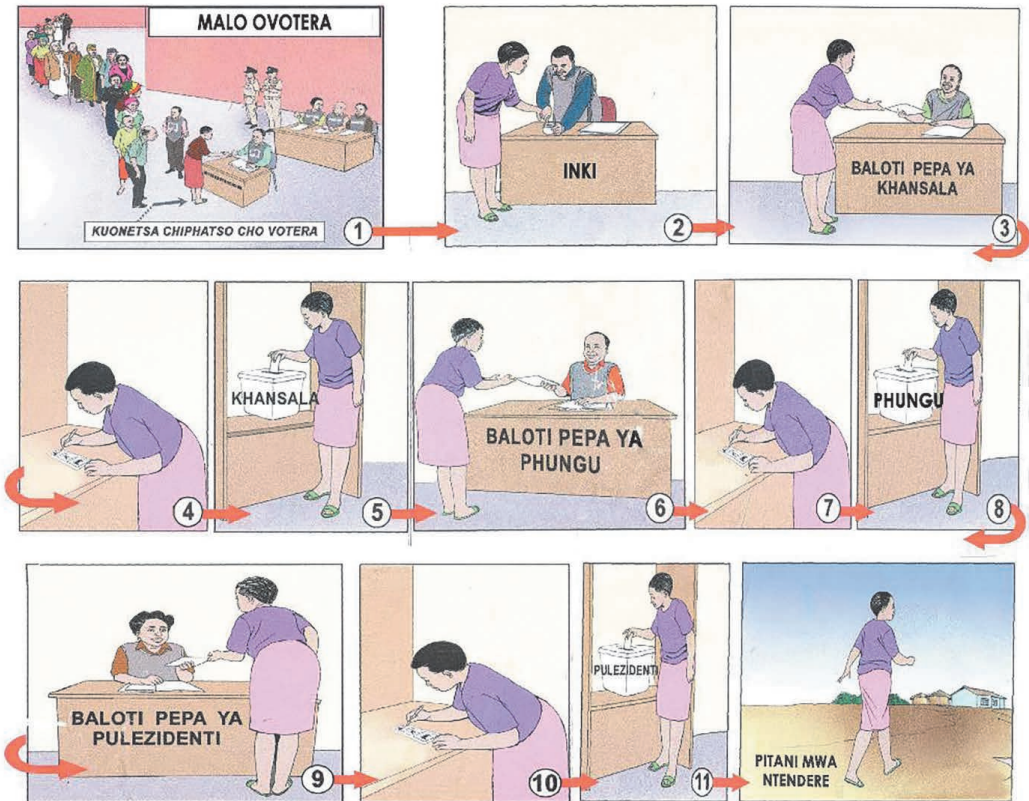 MALO OVOTERA
KUONETSA CHIPHATSO CHO VOTERA
1
INKI
2
BALOTI PEPA YA
KHANSALA
3
4
KHANSALA
5
BALOTI PEPA YA
PHUNGU
6
7
PHUNGU
8
BALOTI PEPA YA
PULEZIDENTI
9
10
PULEZIDENTI
11
PITANI MWA
NTENDERE